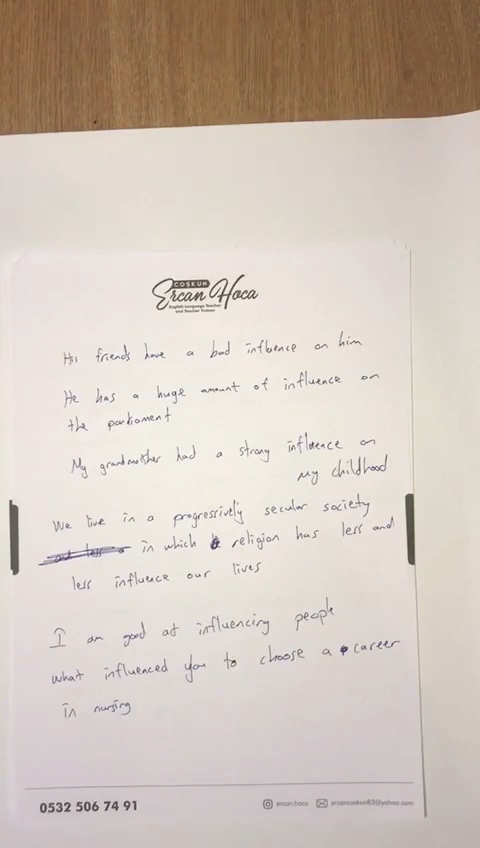 COŞKUN
Ercan Hoca
English Language Teacher
and Teacher Trainer
His friends have a bad influence on him
He has a huge amount of influence on
the parliament
My grandmother had a strong influence on
my childhood
We live in a progressively secular society
in which religion has less and
less influence our lives
I am good at influencing people
what influenced you to choose a career
in nursing
0532 506 74 91 ercan.hoca ercancoskun63@yahoo.com